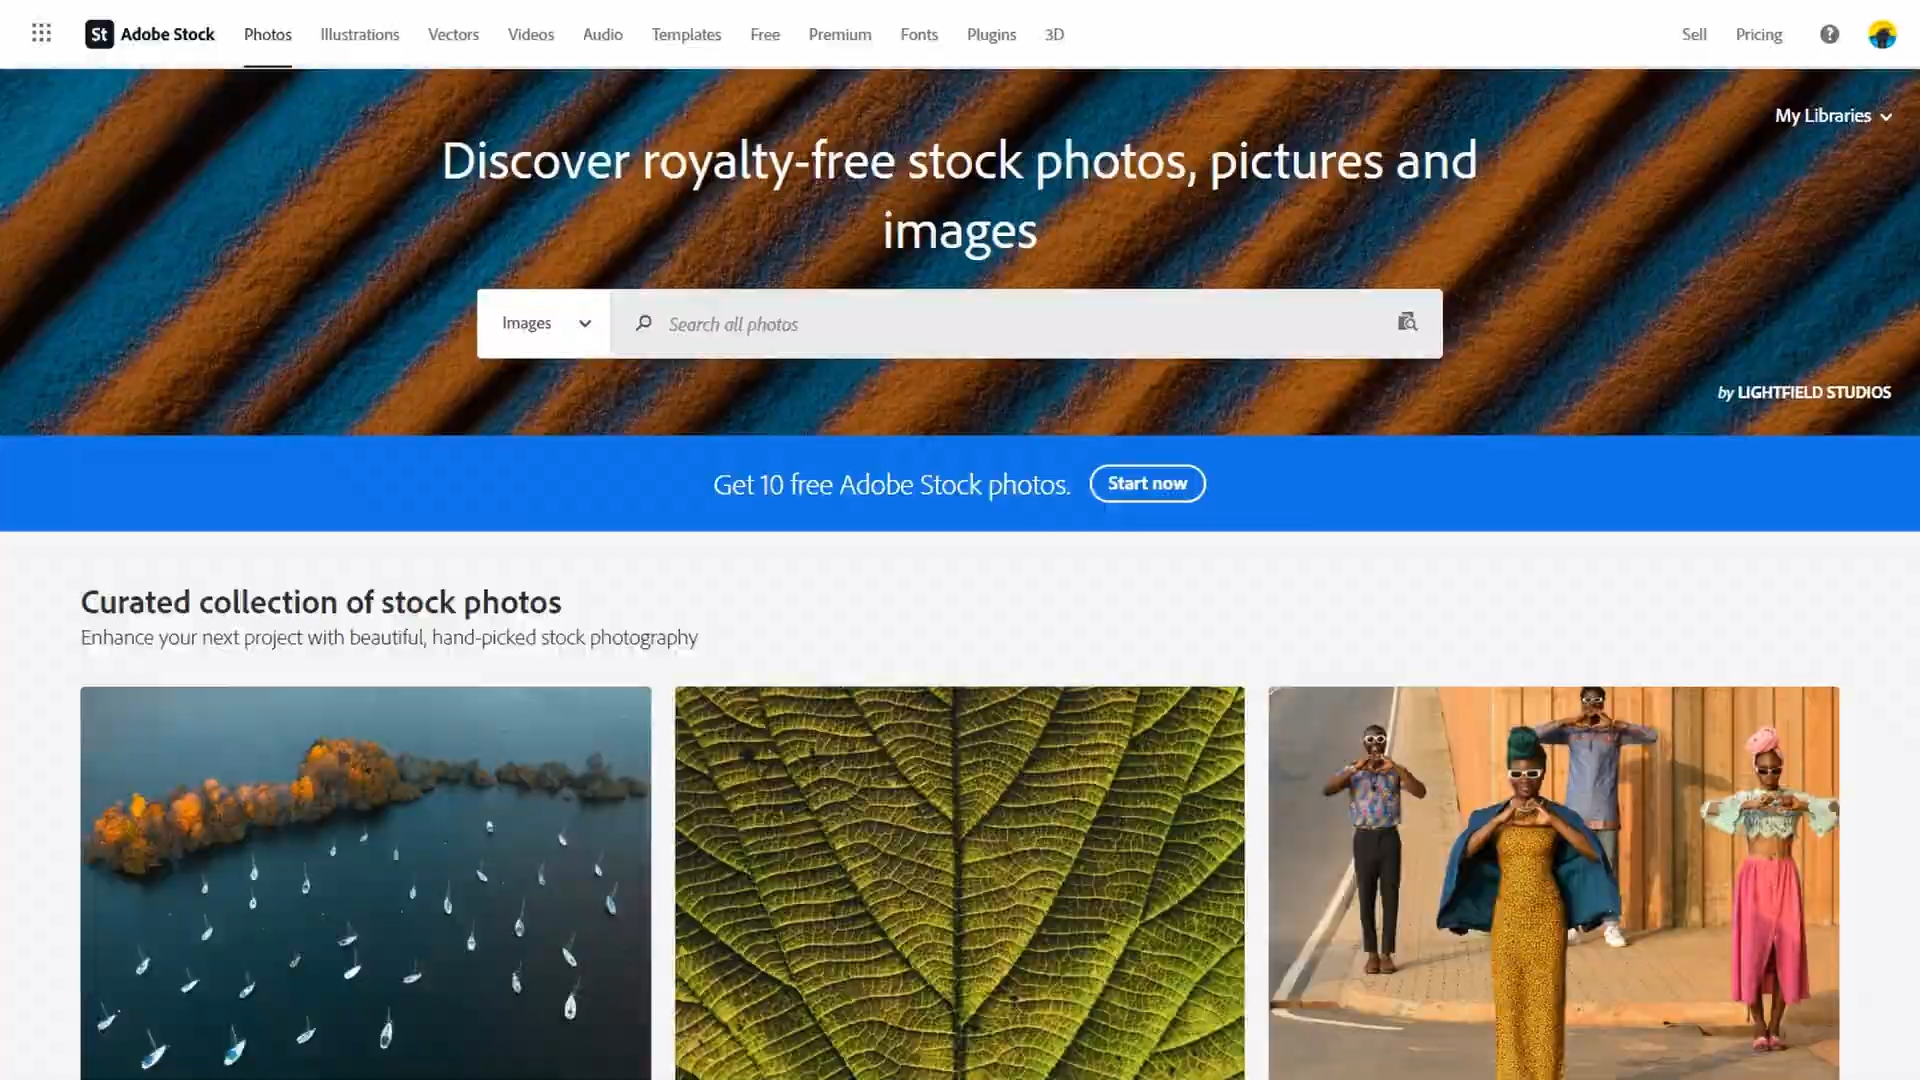 St Adobe Stock Photos Illustrations Vectors Videos Audio Templates Free Premium Fonts Plugins 3D Sell Pricing ?
My Libraries
Discover royalty-free stock photos, pictures and
images
Images Search all photos
by LIGHTFIELD STUDIOS
Get 10 free Adobe Stock photos. Start now
Curated collection of stock photos
Enhance your next project with beautiful, hand-picked stock photography